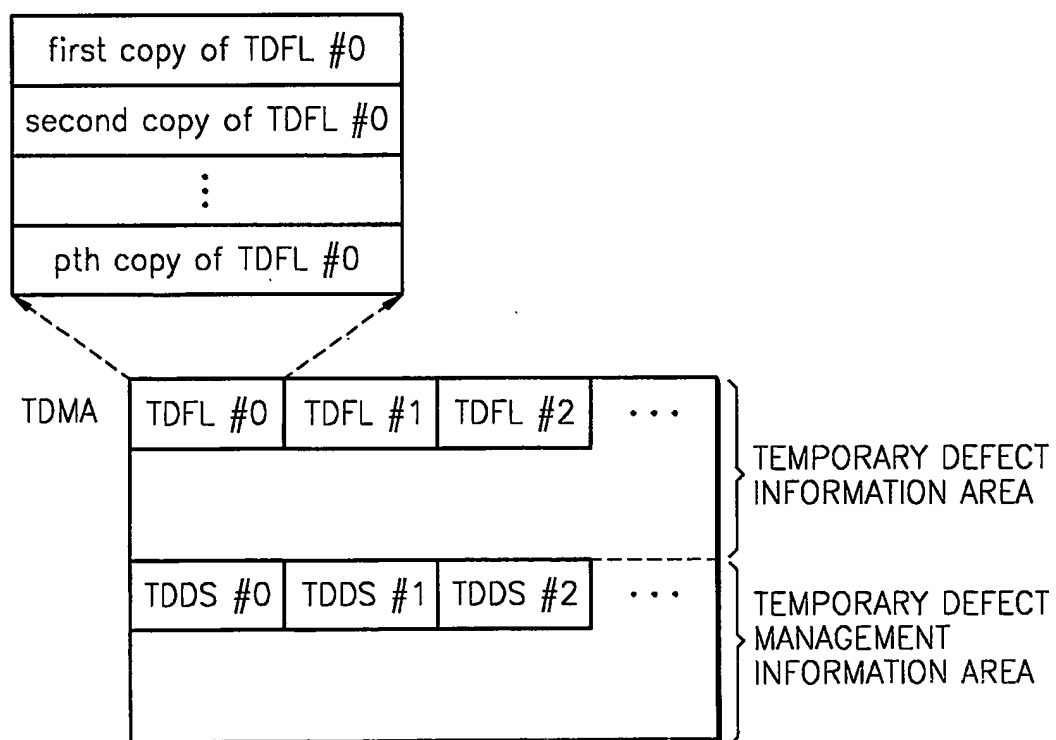 first copy of TDFL #0
second copy of TDFL #0
⋮
pth copy of TDFL #0
TDMA
TDFL #0
TDFL #1
TDFL #2
...
TEMPORARY DEFECT
INFORMATION AREA
TDDS #0
TDDS #1
TDDS #2
...
TEMPORARY DEFECT
MANAGEMENT
INFORMATION AREA